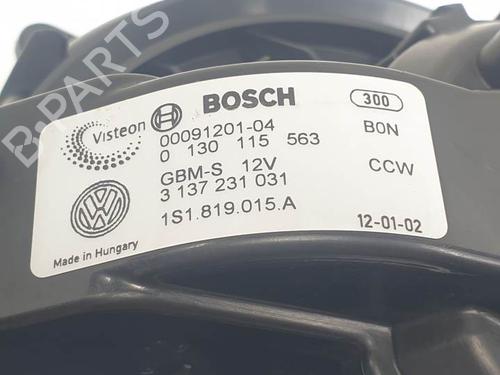 B-PARTS
Visteon BOSCH 300
00091201-04 B0N
0 130 115 563
GBM-S 12V CCW
3 137 231 031
1S1.819.015.A 12-01-02
Made in Hungary